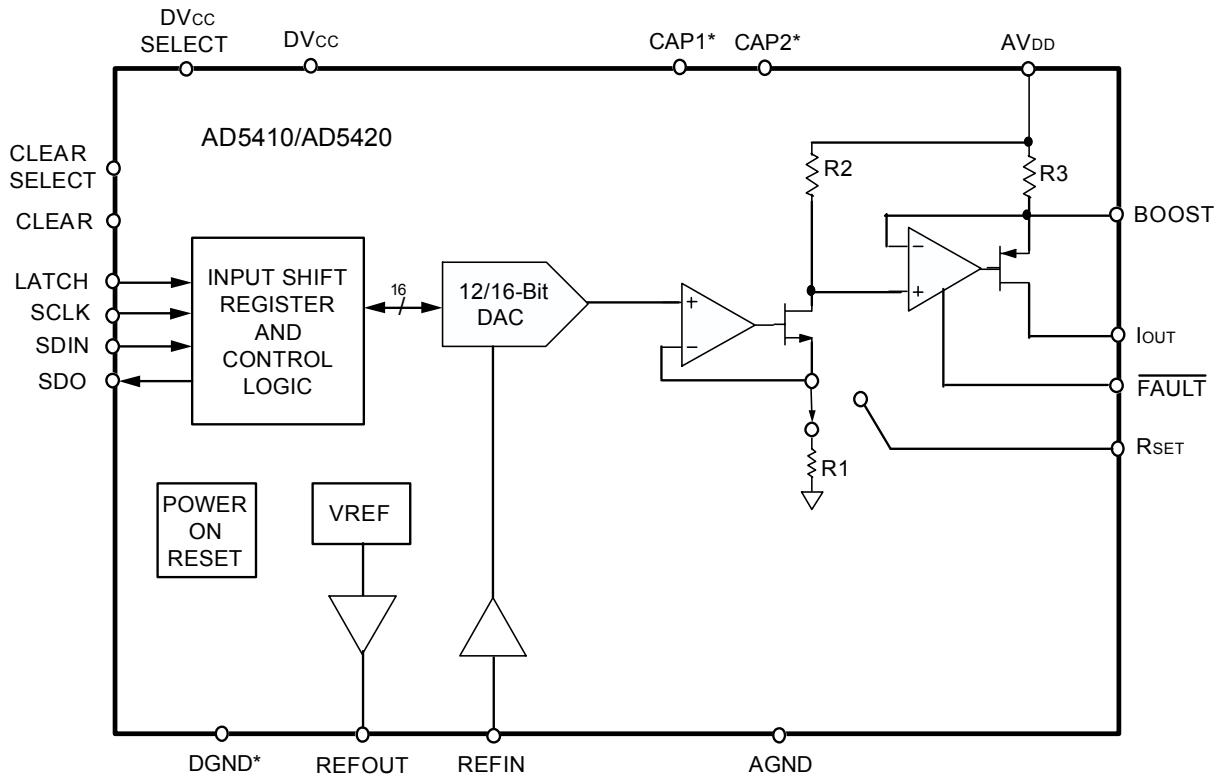 DVCC
SELECT
DVCC
CAP1*
CAP2*
AVDD
AD5410/AD5420
CLEAR
SELECT
CLEAR
LATCH
SCLK
SDIN
SDO
INPUT SHIFT
REGISTER
AND
CONTROL
LOGIC
16
12/16-Bit
DAC
+
−
R2
R3
−
+
R1
BOOST
IOUT
FAULT
RSET
POWER
ON
RESET
VREF
DGND*
REFOUT
REFIN
AGND